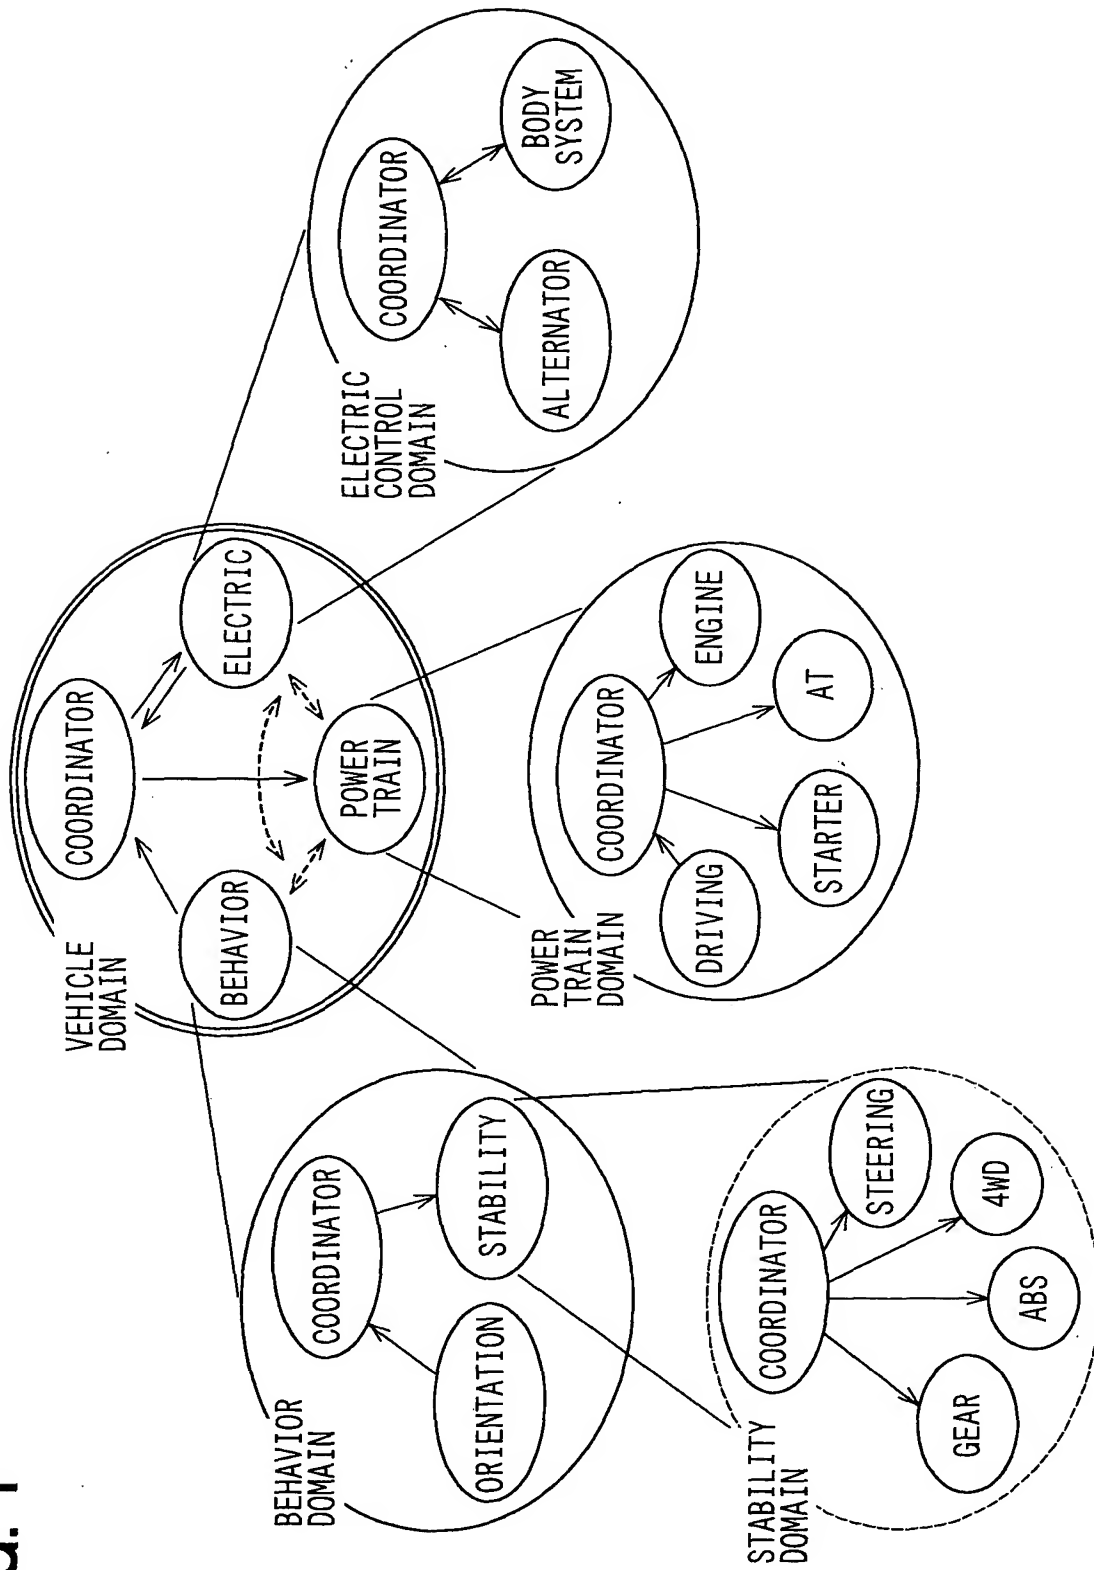 VEHICLE
DOMAIN
COORDINATOR
BEHAVIOR
ELECTRIC
POWER
TRAIN
BEHAVIOR
DOMAIN
COORDINATOR
ORIENTATION
STABILITY
ELECTRIC
CONTROL
DOMAIN
COORDINATOR
ALTERNATOR
BODY
SYSTEM
POWER
TRAIN
DOMAIN
COORDINATOR
DRIVING
ENGINE
STARTER
AT
STABILITY
DOMAIN
COORDINATOR
STEERING
GEAR
4WD
ABS